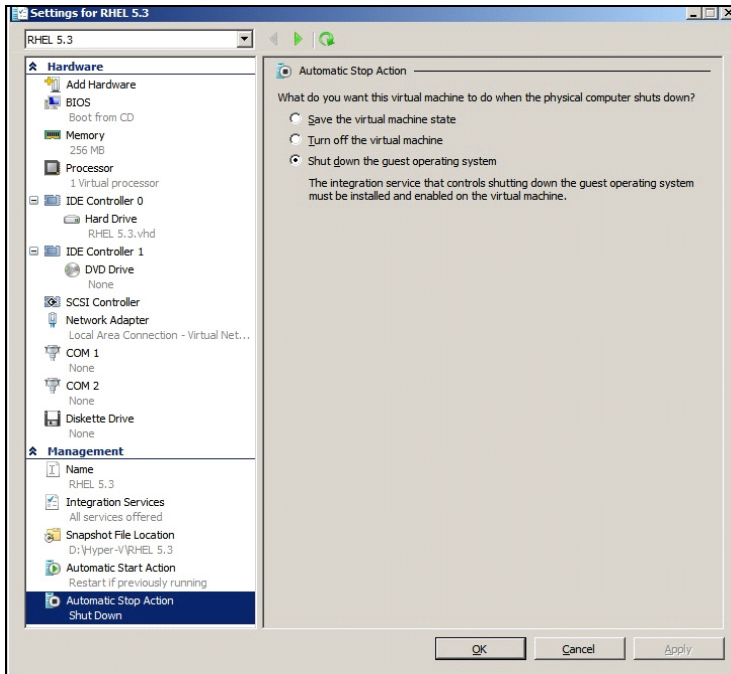 Settings for RHEL 5.3
RHEL 5.3
Hardware
Add Hardware
BIOS
Boot from CD
Memory
256 MB
Processor
1 Virtual processor
IDE Controller 0
Hard Drive
RHEL 5.3.vhd
IDE Controller 1
DVD Drive
None
SCSI Controller
Network Adapter
Local Area Connection - Virtual Net...
COM 1
None
COM 2
None
Diskette Drive
None
Management
Name
RHEL 5.3
Integration Services
All services offered
Snapshot File Location
D:\Hyper-V\RHEL 5.3
Automatic Start Action
Restart if previously running
Automatic Stop Action
Shut Down
Automatic Stop Action
What do you want this virtual machine to do when the physical computer shuts down?
Save the virtual machine state
Turn off the virtual machine
Shut down the guest operating system
The integration service that controls shutting down the guest operating system
must be installed and enabled on the virtual machine.
OK
Cancel
Apply